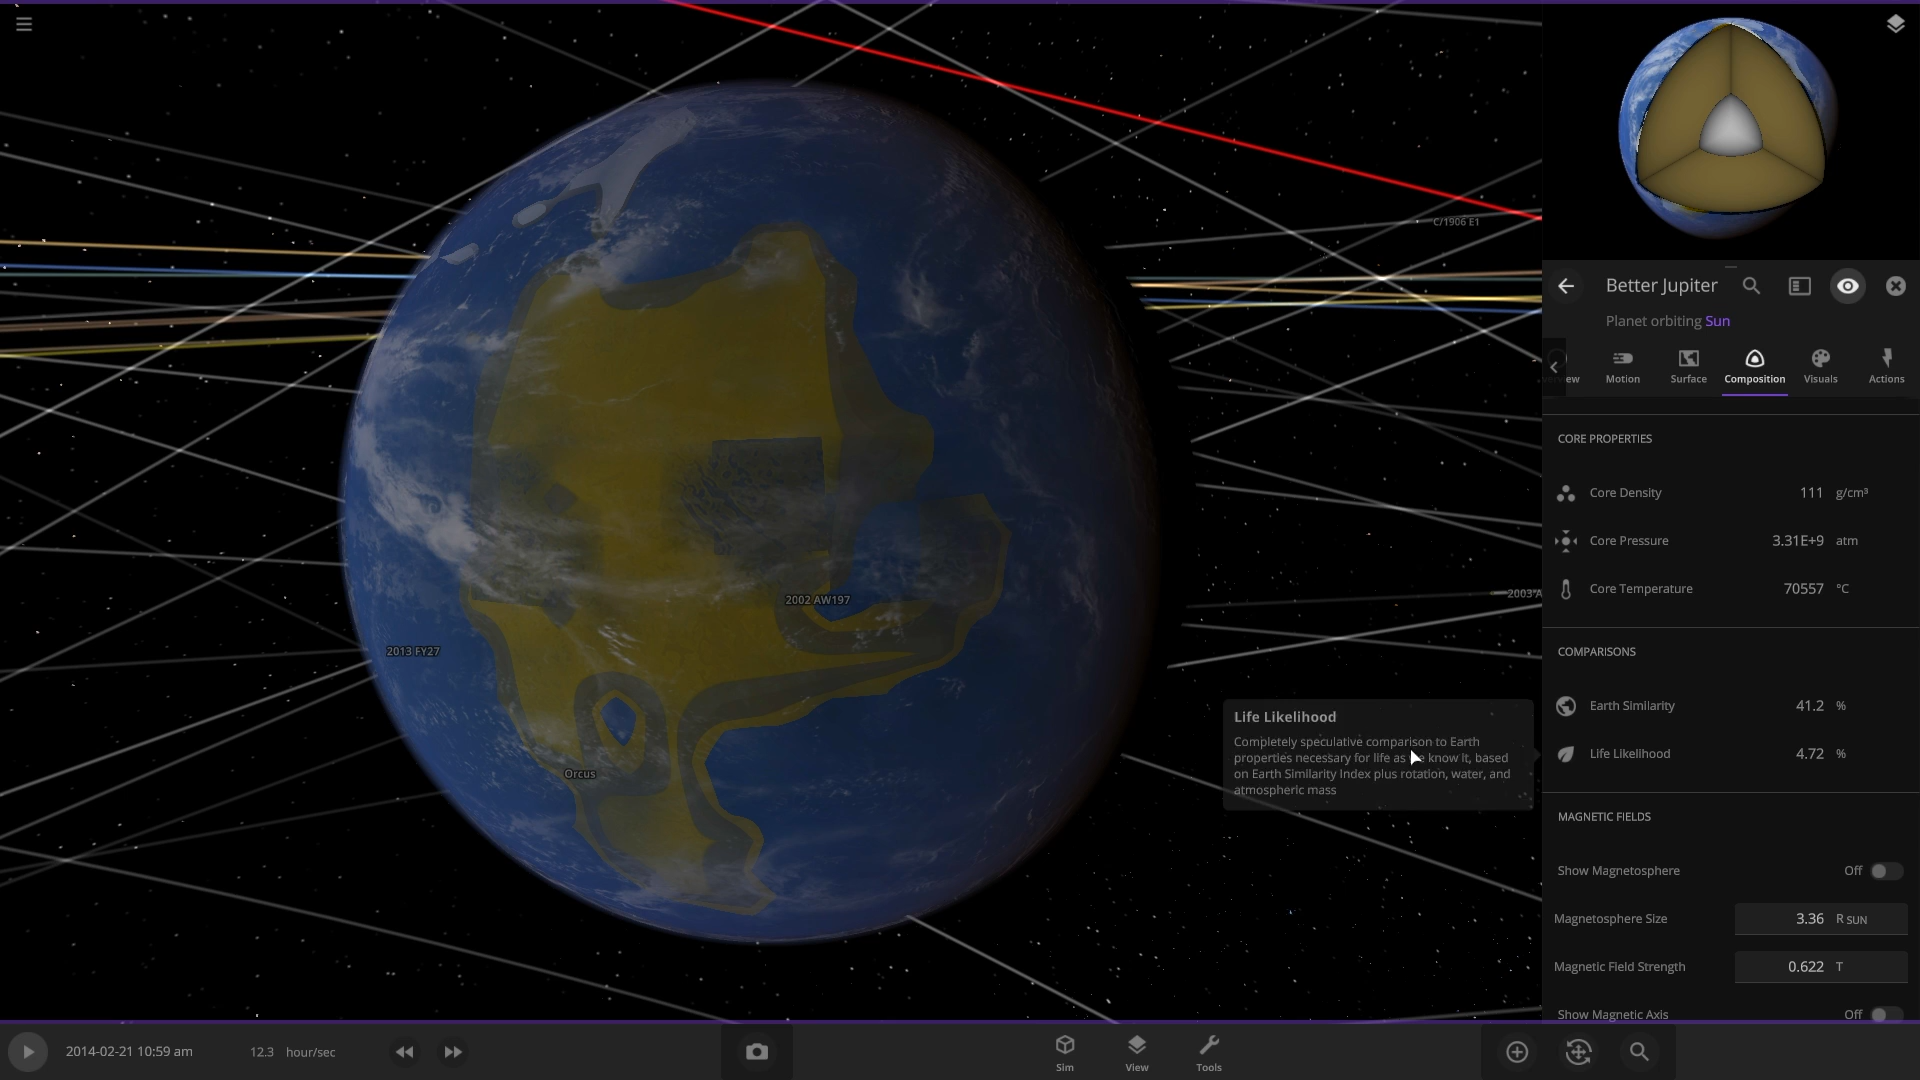 C/1906 E1
Better Jupiter
Planet orbiting Sun
Motion
Surface
Composition
Visuals
Actions
CORE PROPERTIES
Core Density 111 g/cm³
Core Pressure 3.31E+9 atm
Core Temperature 70557 °C
2002 AW197
2013 FY27
COMPARISONS
Earth Similarity 41.2 %
Life Likelihood 4.72 %
Life Likelihood
Completely speculative comparison to Earth
properties necessary for life as know it, based
on Earth Similarity Index plus rotation, water, and
atmospheric mass
Orcus
MAGNETIC FIELDS
Show Magnetosphere Off
Magnetosphere Size 3.36 R SUN
Magnetic Field Strength 0.622 T
Show Magnetic Axis Off
2014-02-21 10:59 am
12.3 hour/sec
Sim
View
Tools